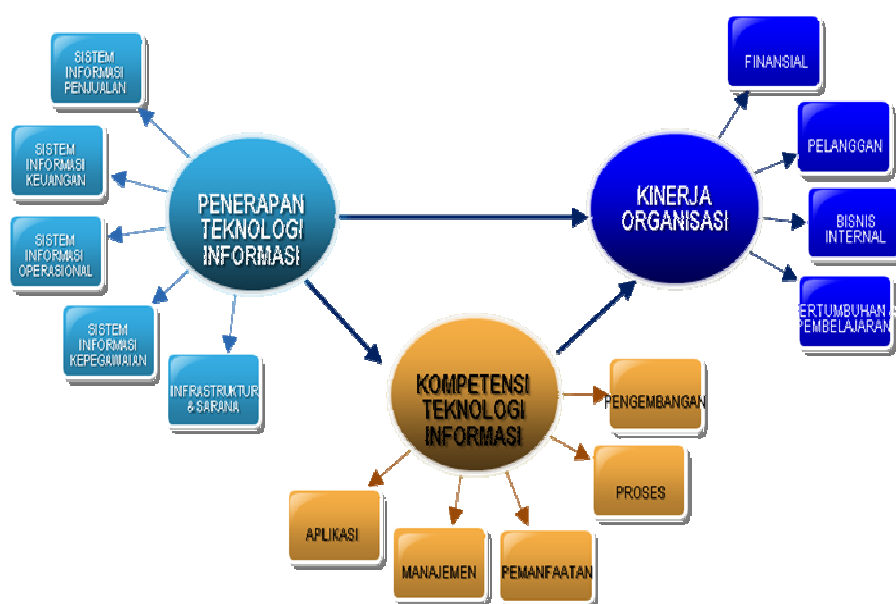 SISTEM
INFORMASI
PENJUALAN
SISTEM
INFORMASI
KEUANGAN
SISTEM
INFORMASI
OPERASIONAL
SISTEM
INFORMASI
KEPEGAWAIAN
INFRASTRUKTUR
& SARANA
PENERAPAN
TEKNOLOGI
INFORMASI
KINERJA
ORGANISASI
FINANSIAL
PELANGGAN
BISNIS
INTERNAL
ERTUMBUHAN &
PEMBELAJARAN
KOMPETENSI
TEKNOLOGI
INFORMASI
PENGEMBANGAN
PROSES
APLIKASI
MANAJEMEN
PEMANFAATAN